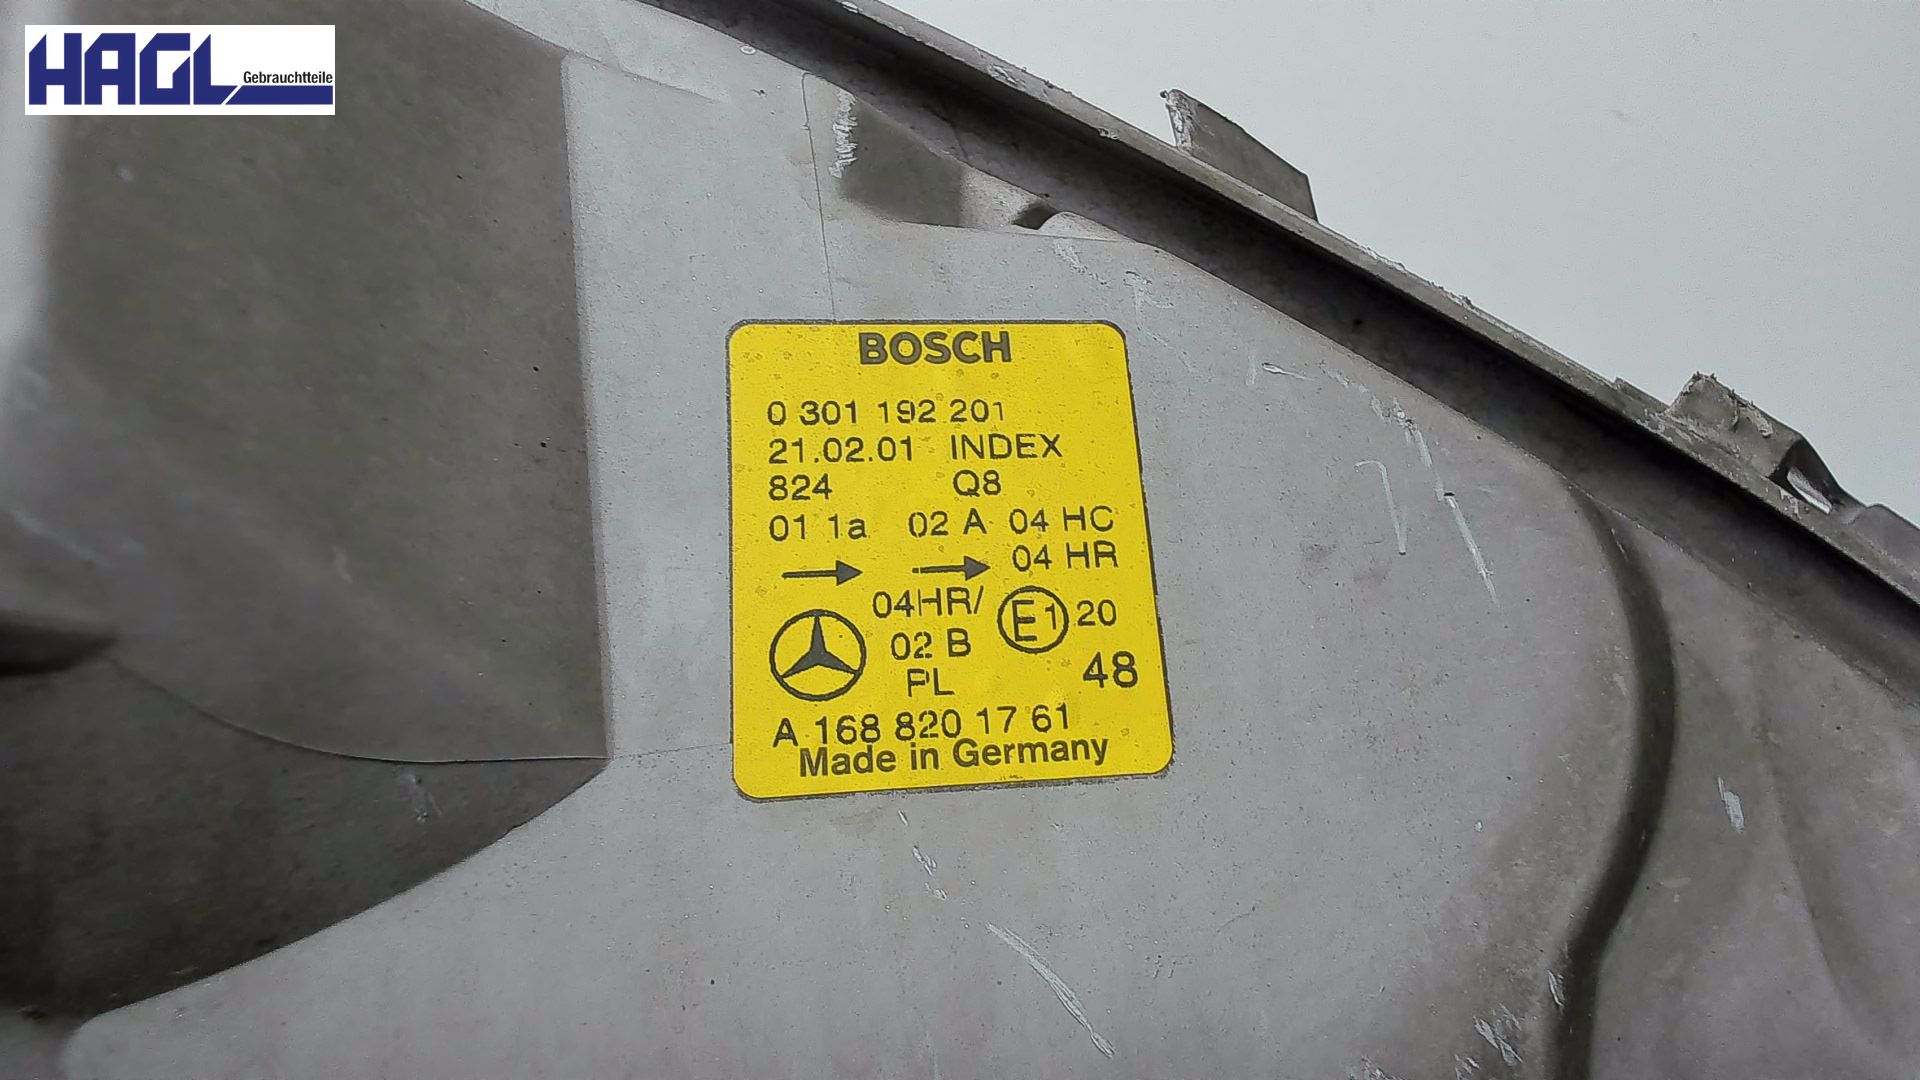 HAGL
Gebrauchtteile
BOSCH
0 301 192 201
21.02.01 INDEX
824 Q8
01 1a 02 A 04 HC
04 HR
04HR/ E1 20
02 B
PL 48
A 168 820 17 61
Made in Germany